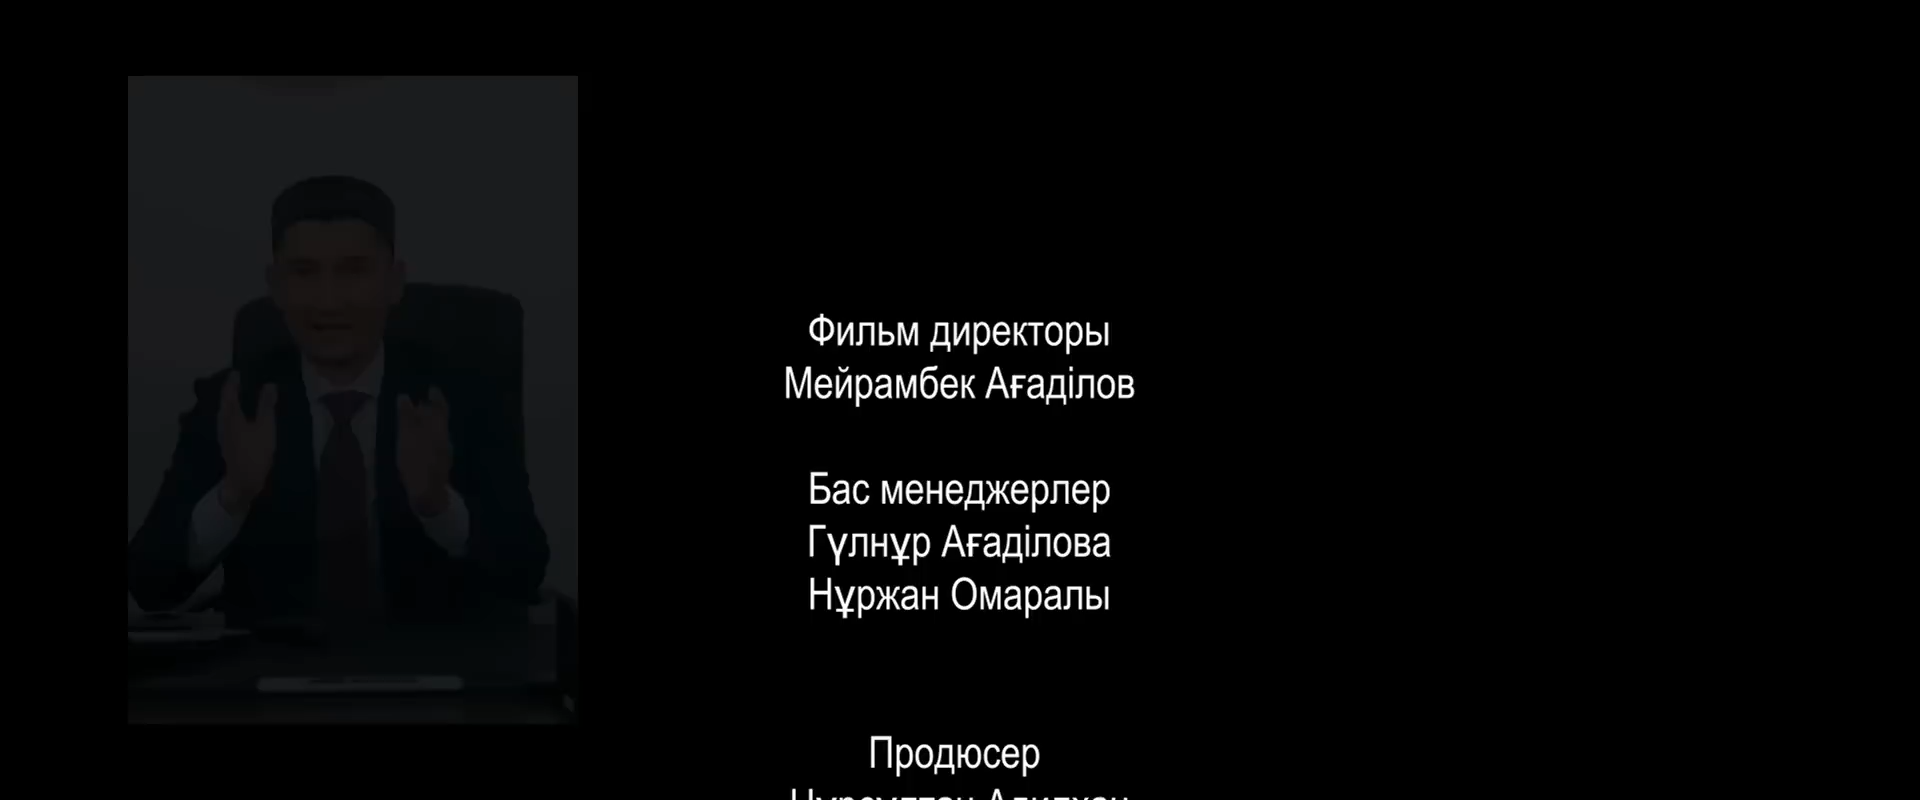 Фильм директоры
Мейрамбек Ағаділов
Бас менеджерлер
Гүлнұр Ағаділова
Нұржан Омаралы
Продюсер